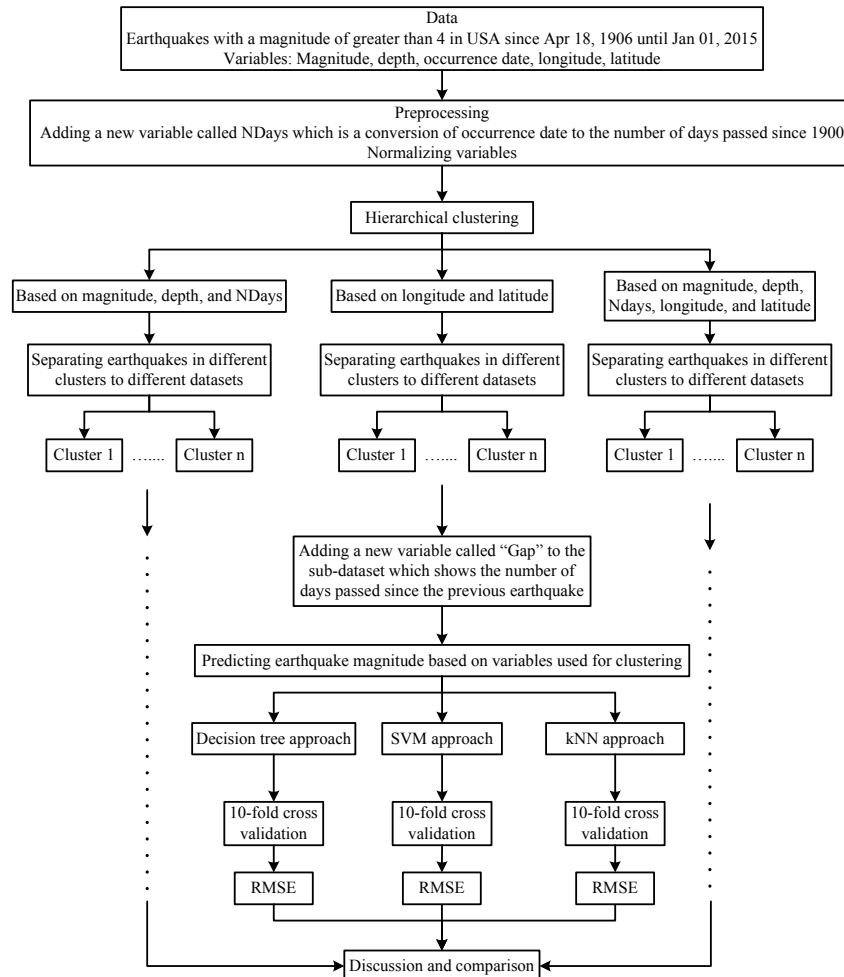 Data
Earthquakes with a magnitude of greater than 4 in USA since Apr 18, 1906 until Jan 01, 2015
Variables: Magnitude, depth, occurrence date, longitude, latitude
Preprocessing
Adding a new variable called NDays which is a conversion of occurrence date to the number of days passed since 1900
Normalizing variables
Hierarchical clustering
Based on magnitude, depth, and NDays
Based on longitude and latitude
Based on magnitude, depth,
Ndays, longitude, and latitude
Separating earthquakes in different
clusters to different datasets
Separating earthquakes in different
clusters to different datasets
Separating earthquakes in different
clusters to different datasets
Cluster 1 ….... Cluster n
Cluster 1 ….... Cluster n
Cluster 1 ….... Cluster n
Adding a new variable called “Gap” to the
sub-dataset which shows the number of
days passed since the previous earthquake
Predicting earthquake magnitude based on variables used for clustering
Decision tree approach
SVM approach
kNN approach
10-fold cross
validation
10-fold cross
validation
10-fold cross
validation
RMSE
RMSE
RMSE
Discussion and comparison